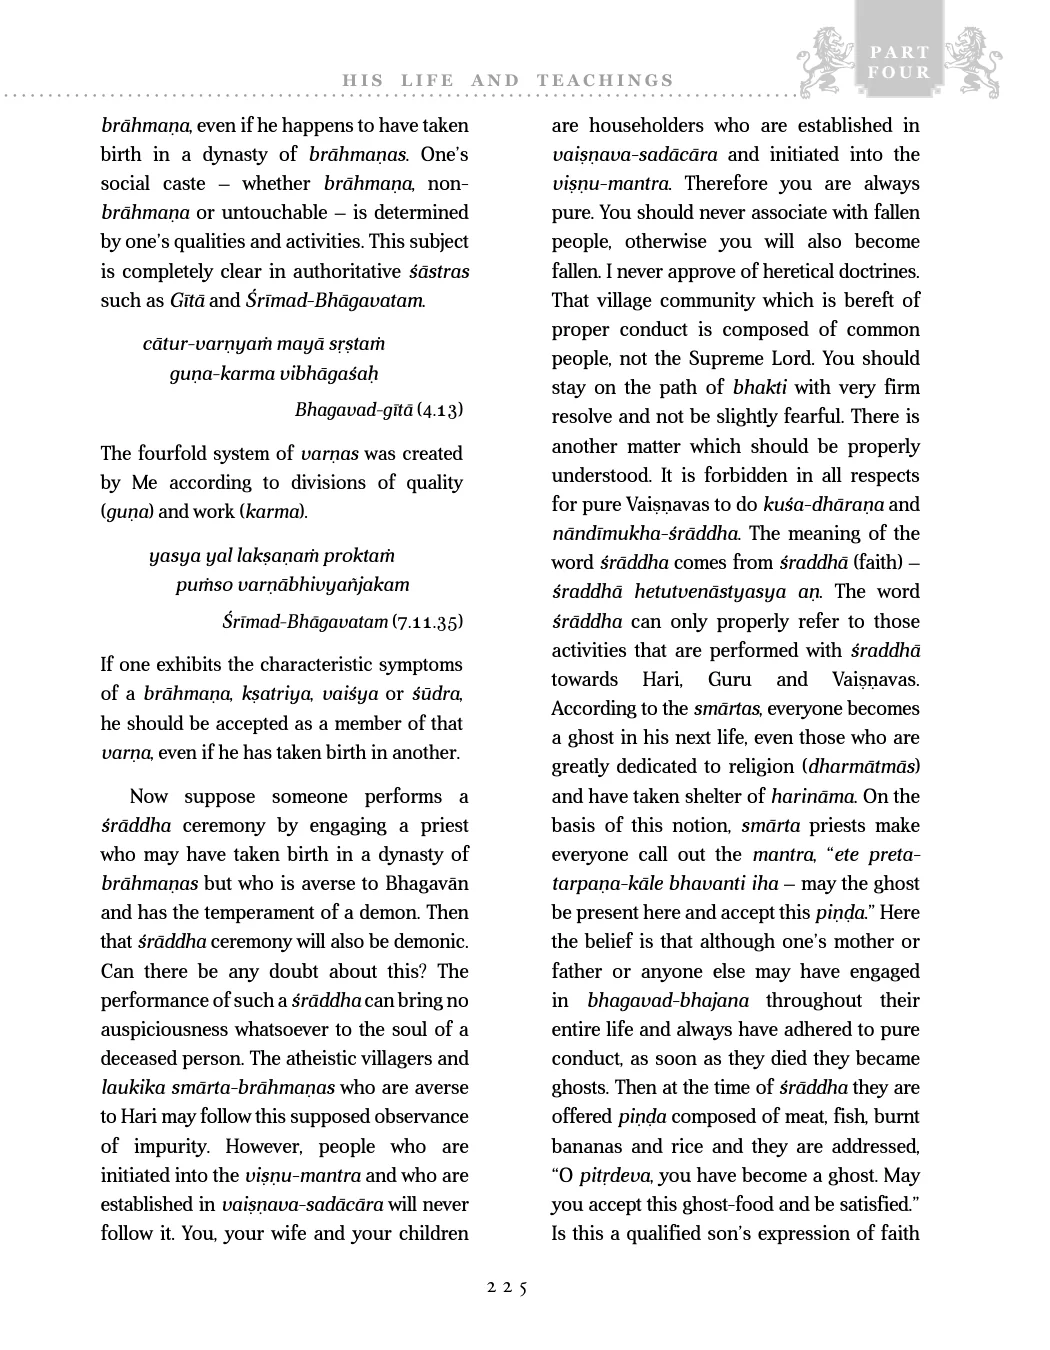 PART
FOUR
HIS LIFE AND TEACHINGS
brāhmaṇa, even if he happens to have taken
birth in a dynasty of brāhmaṇas. One's
social caste – whether brāhmaṇa, non-
brāhmaṇa or untouchable – is determined
by one's qualities and activities. This subject
is completely clear in authoritative śāstras
such as Gītā and Śrīmad-Bhāgavatam.
cātur-varṇyaṁ mayā sṛṣtaṁ
guṇa-karma vibhāgaśaḥ
Bhagavad-gītā (4.13)
The fourfold system of varṇas was created
by Me according to divisions of quality
(guṇa) and work (karma).
yasya yal lakṣaṇaṁ proktaṁ
puṁso varṇābhivyañjakam
Śrīmad-Bhāgavatam (7.11.35)
If one exhibits the characteristic symptoms
of a brāhmaṇa, kṣatriya, vaiśya or śūdra,
he should be accepted as a member of that
varṇa, even if he has taken birth in another.
Now suppose someone performs a
śrāddha ceremony by engaging a priest
who may have taken birth in a dynasty of
brāhmaṇas but who is averse to Bhagavān
and has the temperament of a demon. Then
that śrāddha ceremony will also be demonic.
Can there be any doubt about this? The
performance of such a śrāddha can bring no
auspiciousness whatsoever to the soul of a
deceased person. The atheistic villagers and
laukika smārta-brāhmaṇas who are averse
to Hari may follow this supposed observance
of impurity. However, people who are
initiated into the viṣṇu-mantra and who are
established in vaiṣṇava-sadācāra will never
follow it. You, your wife and your children
are householders who are established in
vaiṣṇava-sadācāra and initiated into the
viṣṇu-mantra. Therefore you are always
pure. You should never associate with fallen
people, otherwise you will also become
fallen. I never approve of heretical doctrines.
That village community which is bereft of
proper conduct is composed of common
people, not the Supreme Lord. You should
stay on the path of bhakti with very firm
resolve and not be slightly fearful. There is
another matter which should be properly
understood. It is forbidden in all respects
for pure Vaiṣṇavas to do kuśa-dhāraṇa and
nāndīmukha-śrāddha. The meaning of the
word śrāddha comes from śraddhā (faith) –
śraddhā hetutvenāstyasya aṇ. The word
śrāddha can only properly refer to those
activities that are performed with śraddhā
towards Hari, Guru and Vaiṣṇavas.
According to the smārtas, everyone becomes
a ghost in his next life, even those who are
greatly dedicated to religion (dharmātmās)
and have taken shelter of harināma. On the
basis of this notion, smārta priests make
everyone call out the mantra, “ete preta-
tarpaṇa-kāle bhavanti iha – may the ghost
be present here and accept this piṇḍa.” Here
the belief is that although one's mother or
father or anyone else may have engaged
in bhagavad-bhajana throughout their
entire life and always have adhered to pure
conduct, as soon as they died they became
ghosts. Then at the time of śrāddha they are
offered piṇḍa composed of meat, fish, burnt
bananas and rice and they are addressed,
“O pitṛdeva, you have become a ghost. May
you accept this ghost-food and be satisfied.”
Is this a qualified son's expression of faith
225